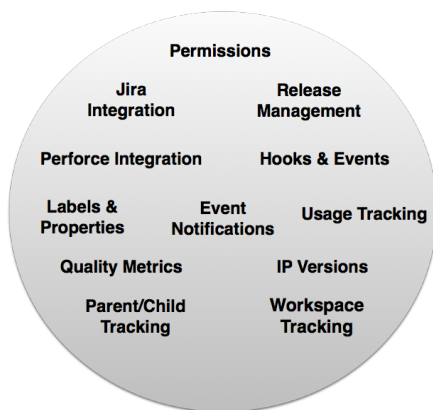 Permissions
Jira
Integration
Release
Management
Perforce Integration
Hooks & Events
Labels &
Properties
Event
Notifications
Usage Tracking
Quality Metrics
IP Versions
Parent/Child
Tracking
Workspace
Tracking